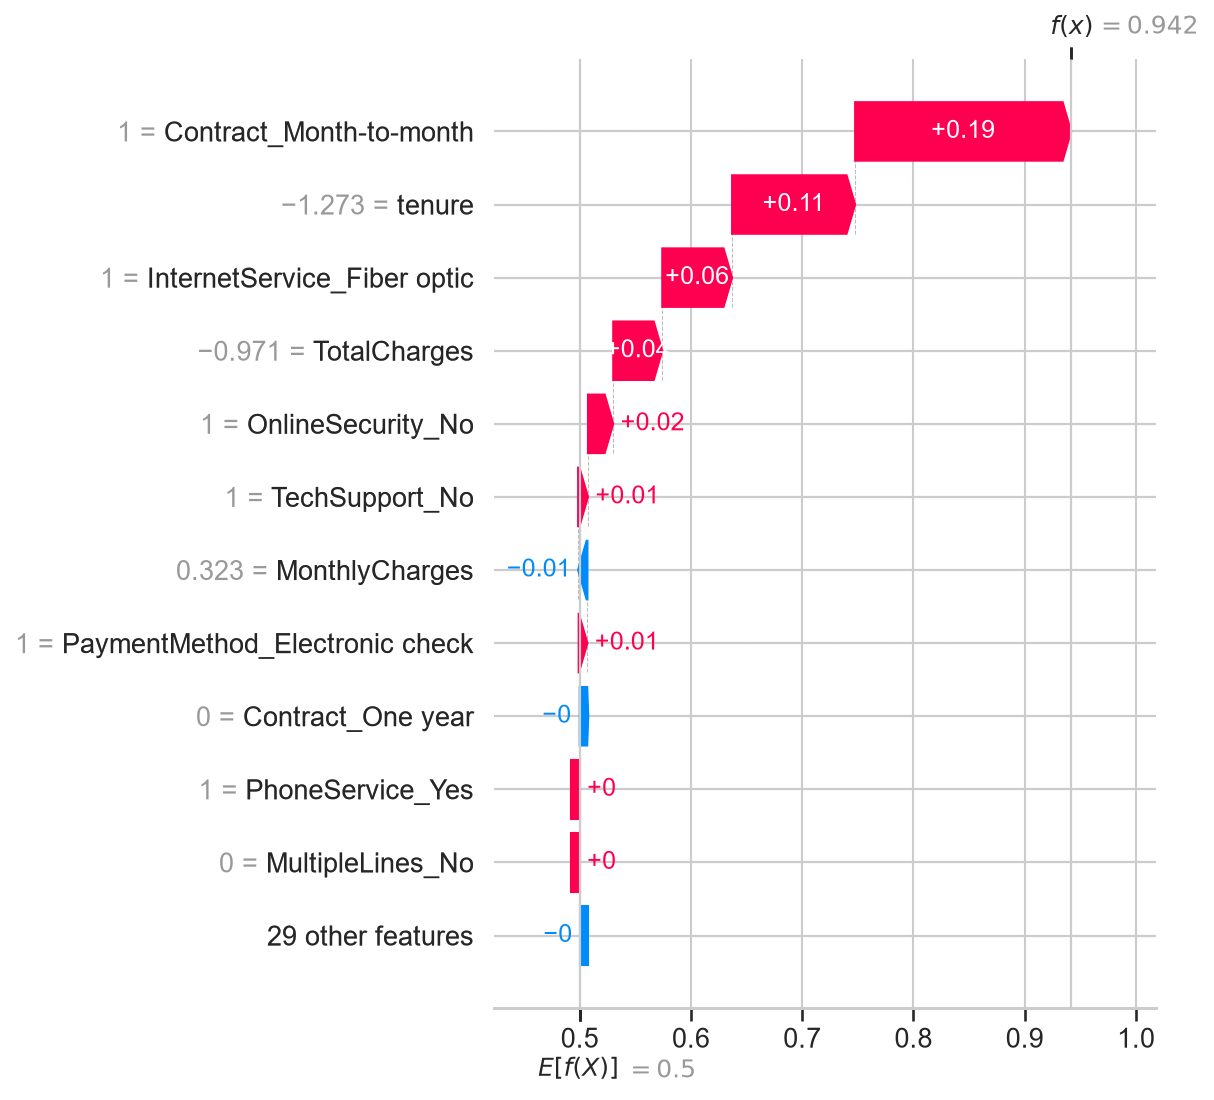 f(x) = 0.942
1 = Contract_Month-to-month +0.19
−1.273 = tenure +0.11
1 = InternetService_Fiber optic +0.06
−0.971 = TotalCharges +0.04
1 = OnlineSecurity_No +0.02
1 = TechSupport_No +0.01
0.323 = MonthlyCharges −0.01
1 = PaymentMethod_Electronic check +0.01
0 = Contract_One year −0
1 = PhoneService_Yes +0
0 = MultipleLines_No +0
29 other features −0
0.5 0.6 0.7 0.8 0.9 1.0
E[f(X)] = 0.5